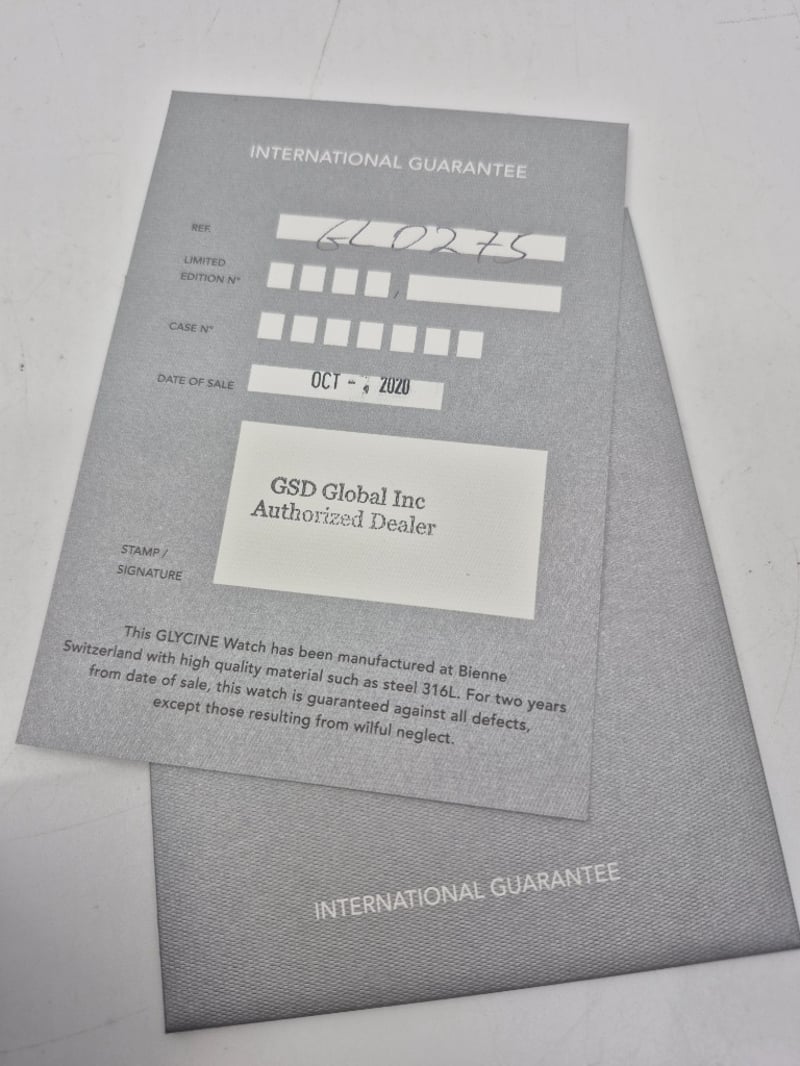 INTERNATIONAL GUARANTEE
REF. GL0275
LIMITED
EDITION N° ,
CASE N°
DATE OF SALE OCT - , 2020
GSD Global Inc
Authorized Dealer
STAMP /
SIGNATURE
This GLYCINE Watch has been manufactured at Bienne
Switzerland with high quality material such as steel 316L. For two years
from date of sale, this watch is guaranteed against all defects,
except those resulting from wilful neglect.
INTERNATIONAL GUARANTEE